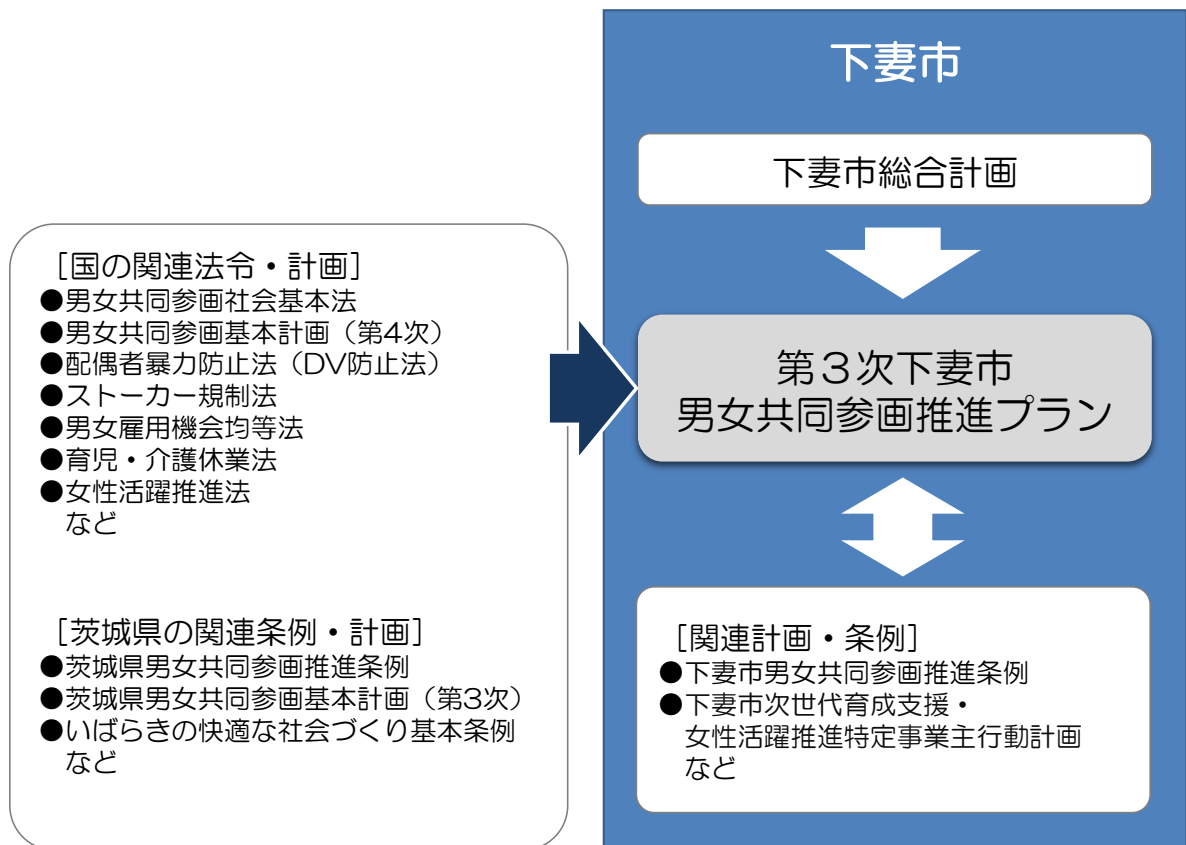 下妻市
下妻市総合計画
第３次下妻市
男女共同参画推進プラン
［国の関連法令・計画］
●男女共同参画社会基本法
●男女共同参画基本計画（第4次）
●配偶者暴力防止法（DV防止法）
●ストーカー規制法
●男女雇用機会均等法
●育児・介護休業法
●女性活躍推進法
など
［茨城県の関連条例・計画］
●茨城県男女共同参画推進条例
●茨城県男女共同参画基本計画（第3次）
●いばらきの快適な社会づくり基本条例
など
［関連計画・条例］
●下妻市男女共同参画推進条例
●下妻市次世代育成支援・
女性活躍推進特定事業主行動計画
など